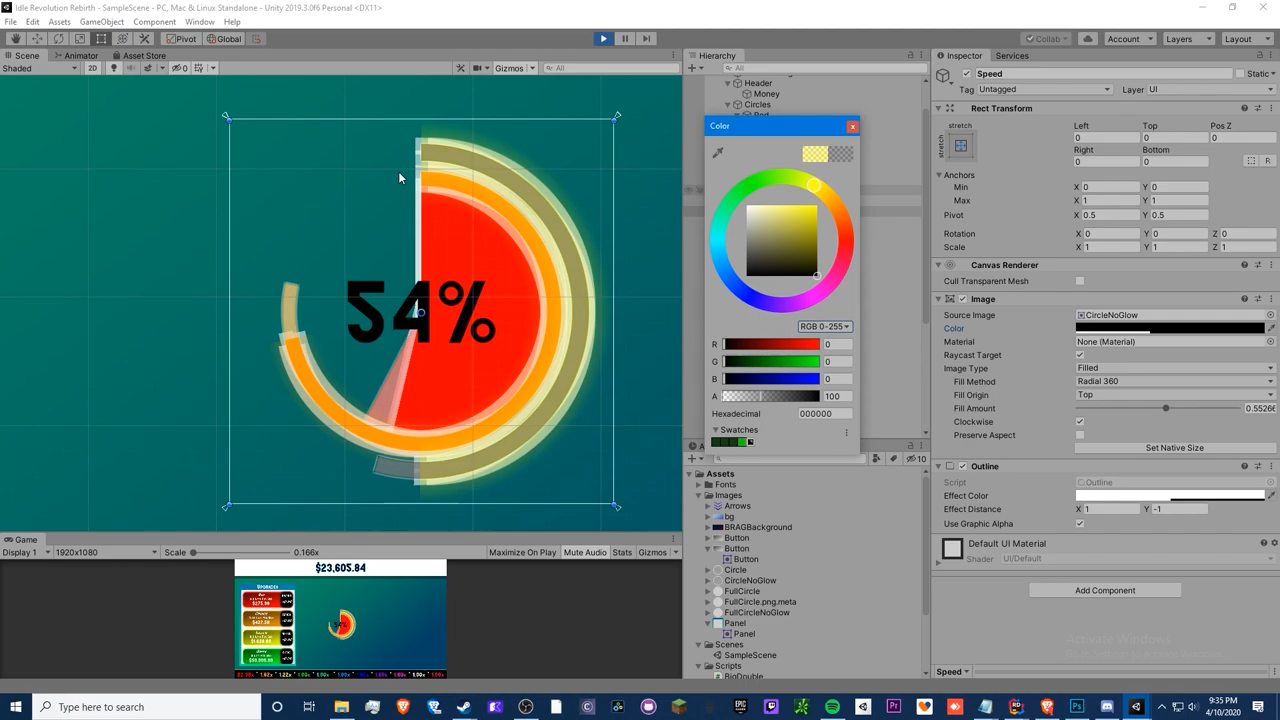 Idle Revolution Rebirth - SampleScene - PC, Mac & Linux Standalone - Unity 2019.3.0f6 Personal <DX11>
File Edit Assets GameObject Component Window Help
Pivot Global Collab Account Layers Layout
Scene Animator Asset Store
Shaded 2D 0 Gizmos All
54%
Game
Display 1 1920x1080 Scale 0.166x Maximize On Play Mute Audio Stats Gizmos
$23,605.84
Upgrades
Hierarchy
All
Header
Money
Circles
Color
RGB 0-255
R 0
G 0
B 0
A 100
Hexadecimal 000000
Swatches
10
Assets
Fonts
Images
Arrows
bg
BRAGBackground
Button
Button
Button
Circle
CircleNoGlow
FullCircle
FullCircle.png.meta
FullCircleNoGlow
Panel
Panel
Scenes
SampleScene
Scripts
BigDouble
Inspector Services
Speed Static
Tag Untagged Layer UI
Rect Transform
stretch
stretch
Left Top Pos Z
0 0 0
Right Bottom
0 0
R
Anchors
Min X 0 Y 0
Max X 1 Y 1
Pivot X 0.5 Y 0.5
Rotation X 0 Y 0 Z 0
Scale X 1 Y 1 Z 1
Canvas Renderer
Cull Transparent Mesh
Image
Source Image CircleNoGlow
Color
Material None (Material)
Raycast Target
Image Type Filled
Fill Method Radial 360
Fill Origin Top
Fill Amount 0.5526
Clockwise
Preserve Aspect
Set Native Size
Outline
Script Outline
Effect Color
Effect Distance X 1 Y -1
Use Graphic Alpha
Default UI Material
Shader UI/Default
Add Component
Activate Windows
Speed
Type here to search
9:35 PM
4/10/2020